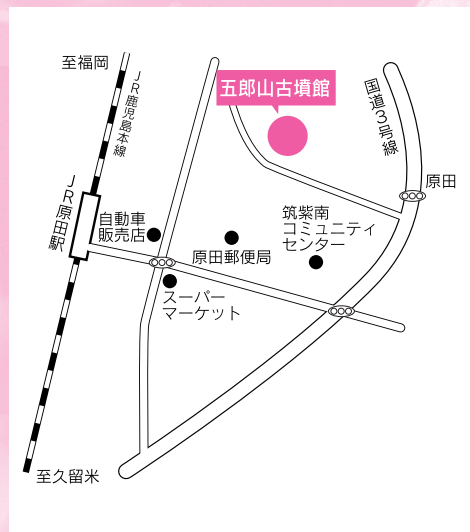 至福岡
JR鹿児島本線
五郎山古墳館
国道3号線
原田
JR原田駅
自動車
販売店
筑紫南
コミュニティ
センター
原田郵便局
スーパー
マーケット
至久留米